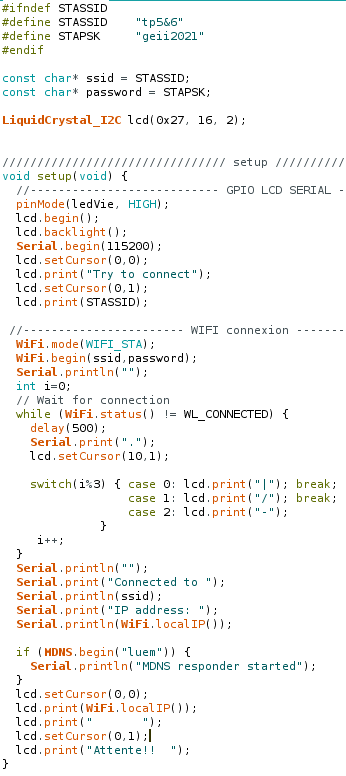 #ifndef STASSID
#define STASSID    "tp5&6"
#define STAPSK     "geii2021"
#endif

const char* ssid = STASSID;
const char* password = STAPSK;

LiquidCrystal_I2C lcd(0x27, 16, 2);

//////////////////////////////// setup //////////
void setup(void) {
  //--------------------------- GPIO LCD SERIAL -
  pinMode(ledVie, HIGH);
  lcd.begin();
  lcd.backlight();
  Serial.begin(115200);
  lcd.setCursor(0,0);
  lcd.print("Try to connect");
  lcd.setCursor(0,1);
  lcd.print(STASSID);

 //----------------------- WIFI connexion -------
  WiFi.mode(WIFI_STA);
  WiFi.begin(ssid,password);
  Serial.println("");
  int i=0;
  // Wait for connection
  while (WiFi.status() != WL_CONNECTED) {
    delay(500);
    Serial.print(".");
    lcd.setCursor(10,1);

    switch(i%3) { case 0: lcd.print("|"); break;
                  case 1: lcd.print("/"); break;
                  case 2: lcd.print("-");
              }
     i++;
  }
  Serial.println("");
  Serial.print("Connected to ");
  Serial.println(ssid);
  Serial.print("IP address: ");
  Serial.println(WiFi.localIP());

  if (MDNS.begin("luem")) {
    Serial.println("MDNS responder started");
  }
  lcd.setCursor(0,0);
  lcd.print(WiFi.localIP());
  lcd.print("       ");
  lcd.setCursor(0,1);
  lcd.print("Attente!!  ");
}